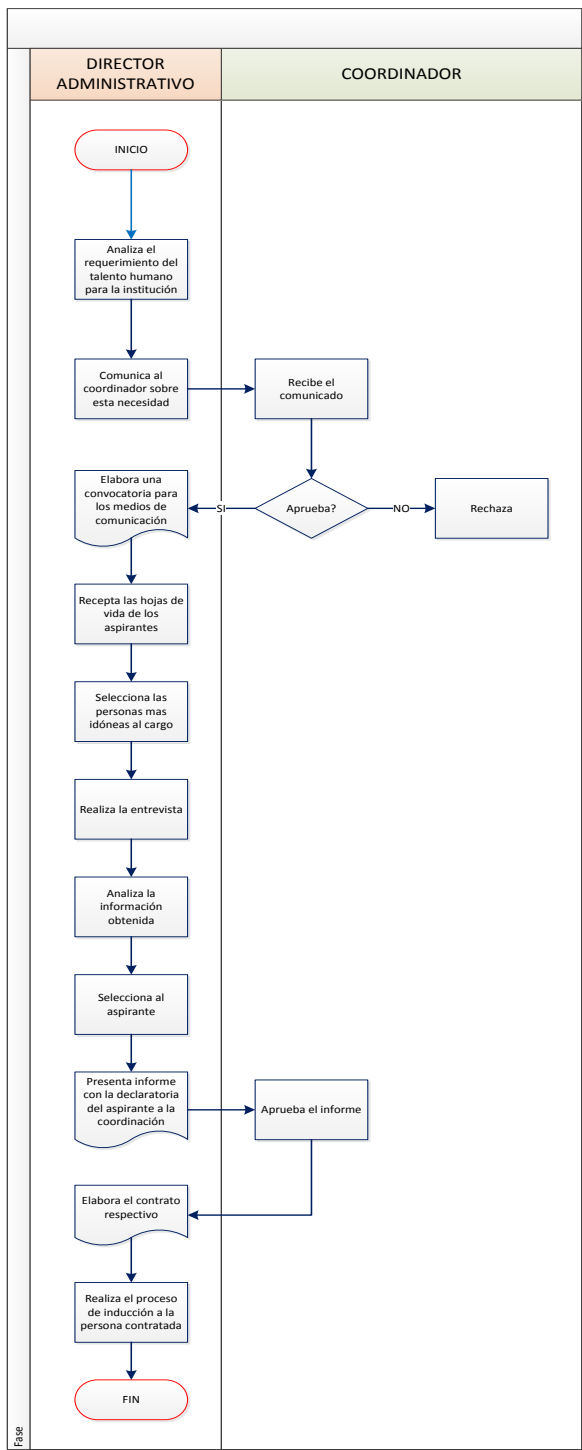 DIRECTOR
ADMINISTRATIVO
COORDINADOR
INICIO
Analiza el
requerimiento del
talento humano
para la institución
Comunica al
coordinador sobre
esta necesidad
Recibe el
comunicado
Elabora una
convocatoria para
los medios de
comunicación
SI
Aprueba?
NO
Rechaza
Recepta las hojas de
vida de los
aspirantes
Selecciona las
personas mas
idóneas al cargo
Realiza la entrevista
Analiza la
información
obtenida
Selecciona al
aspirante
Presenta informe
con la declaratoria
del aspirante a la
coordinación
Aprueba el informe
Elabora el contrato
respectivo
Realiza el proceso
de inducción a la
persona contratada
FIN
Fase